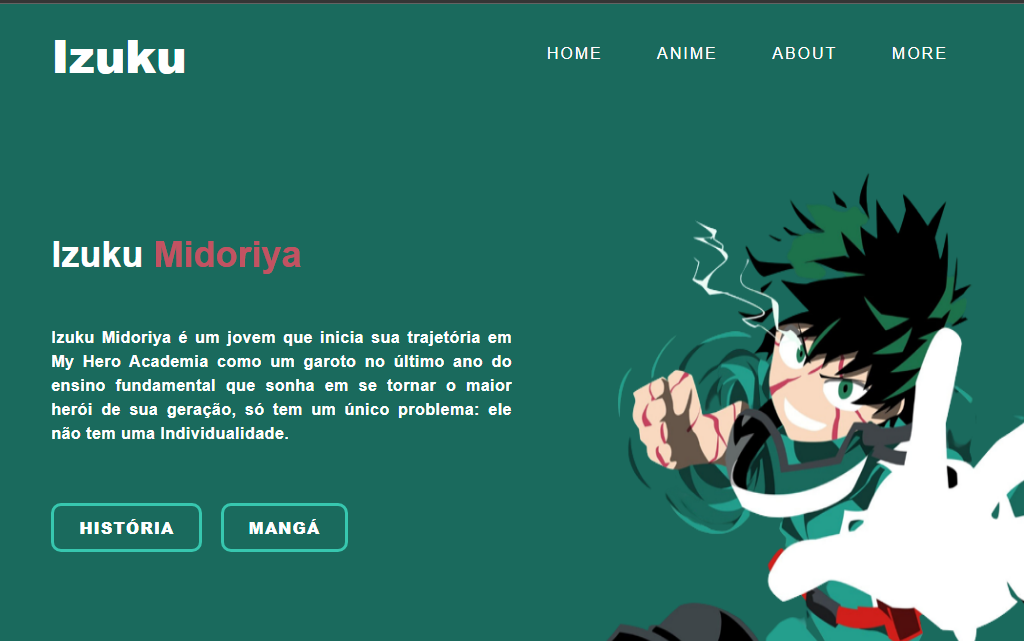 Izuku
HOME
ANIME
ABOUT
MORE
Izuku Midoriya
Izuku Midoriya é um jovem que inicia sua trajetória em
My Hero Academia como um garoto no último ano do
ensino fundamental que sonha em se tornar o maior
herói de sua geração, só tem um único problema: ele
não tem uma Individualidade.
HISTÓRIA
MANGÁ